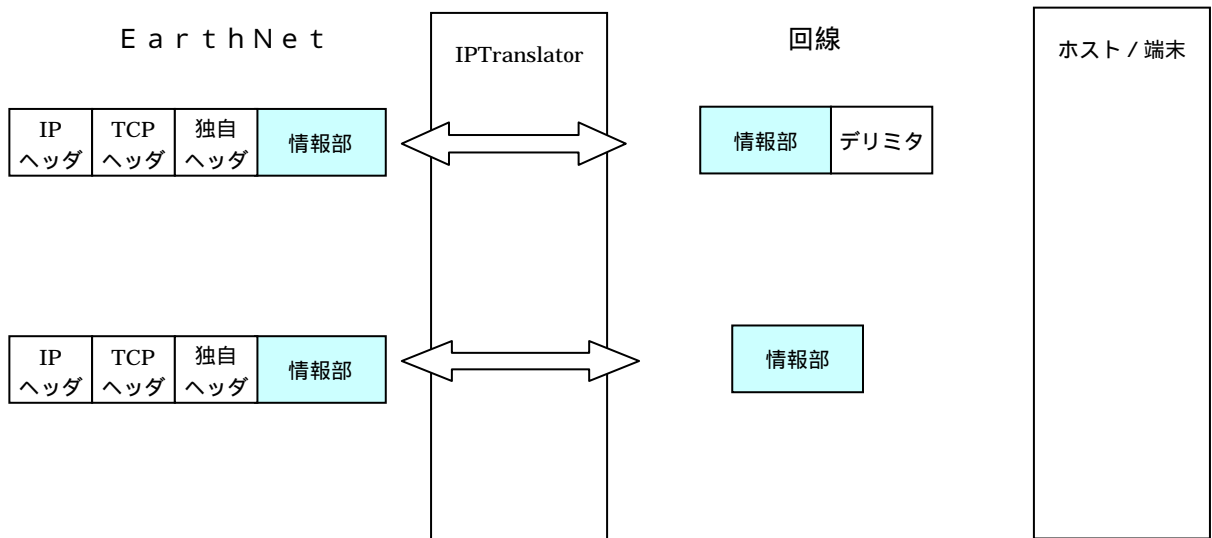 ＥａｒｔｈＮｅｔ
IPTranslator
回線
ホスト / 端末
IP
ヘッダ
TCP
ヘッダ
独自
ヘッダ
情報部
情報部
デリミタ
IP
ヘッダ
TCP
ヘッダ
独自
ヘッダ
情報部
情報部